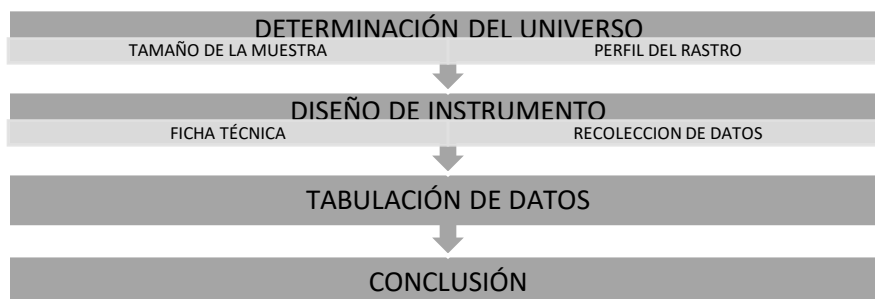 DETERMINACIÓN DEL UNIVERSO
TAMAÑO DE LA MUESTRA
PERFIL DEL RASTRO
DISEÑO DE INSTRUMENTO
FICHA TÉCNICA
RECOLECCION DE DATOS
TABULACIÓN DE DATOS
CONCLUSIÓN